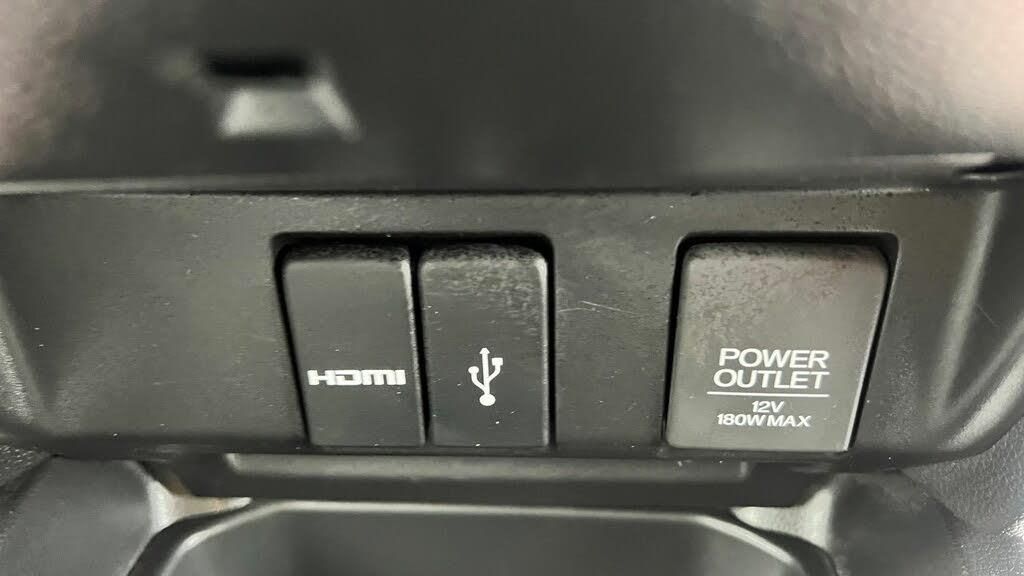 HDMI
POWER
OUTLET
12V
180W MAX